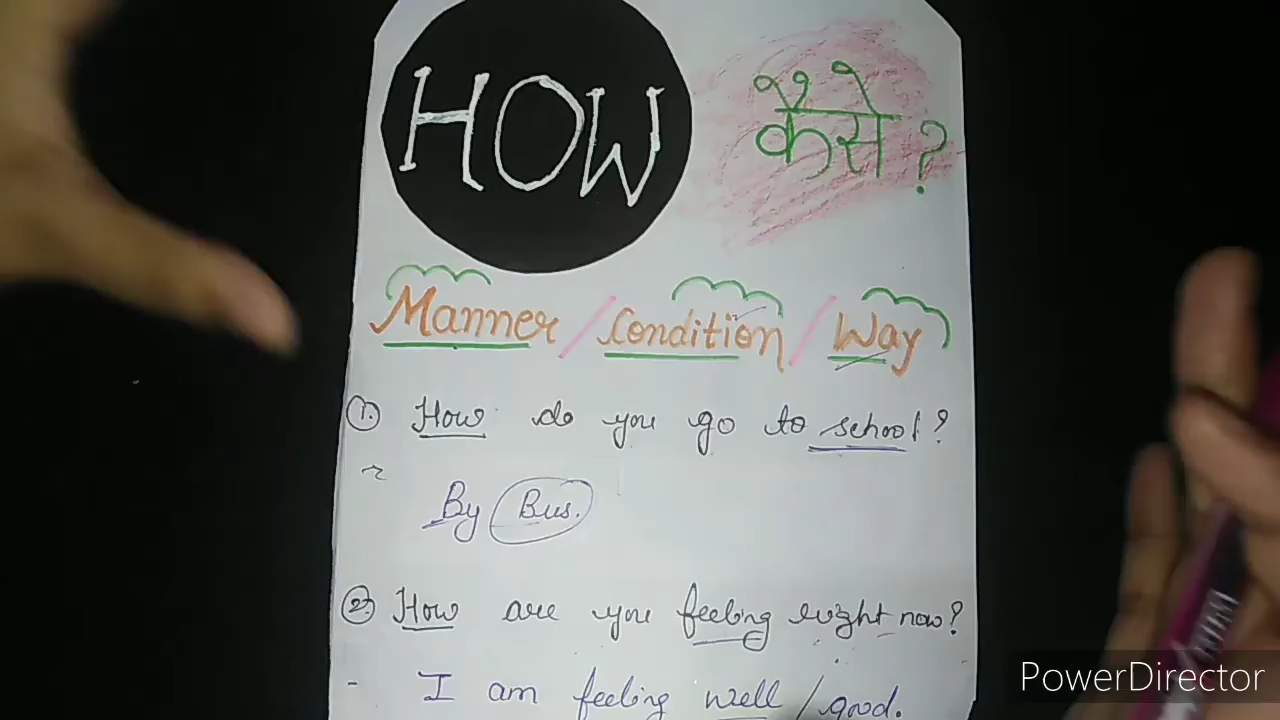 HOW
कैसे ?
Manner / Condition / Way
1. How do you go to school?
By Bus.
2. How are you feeling right now?
- I am feeling well / good.
PowerDirector